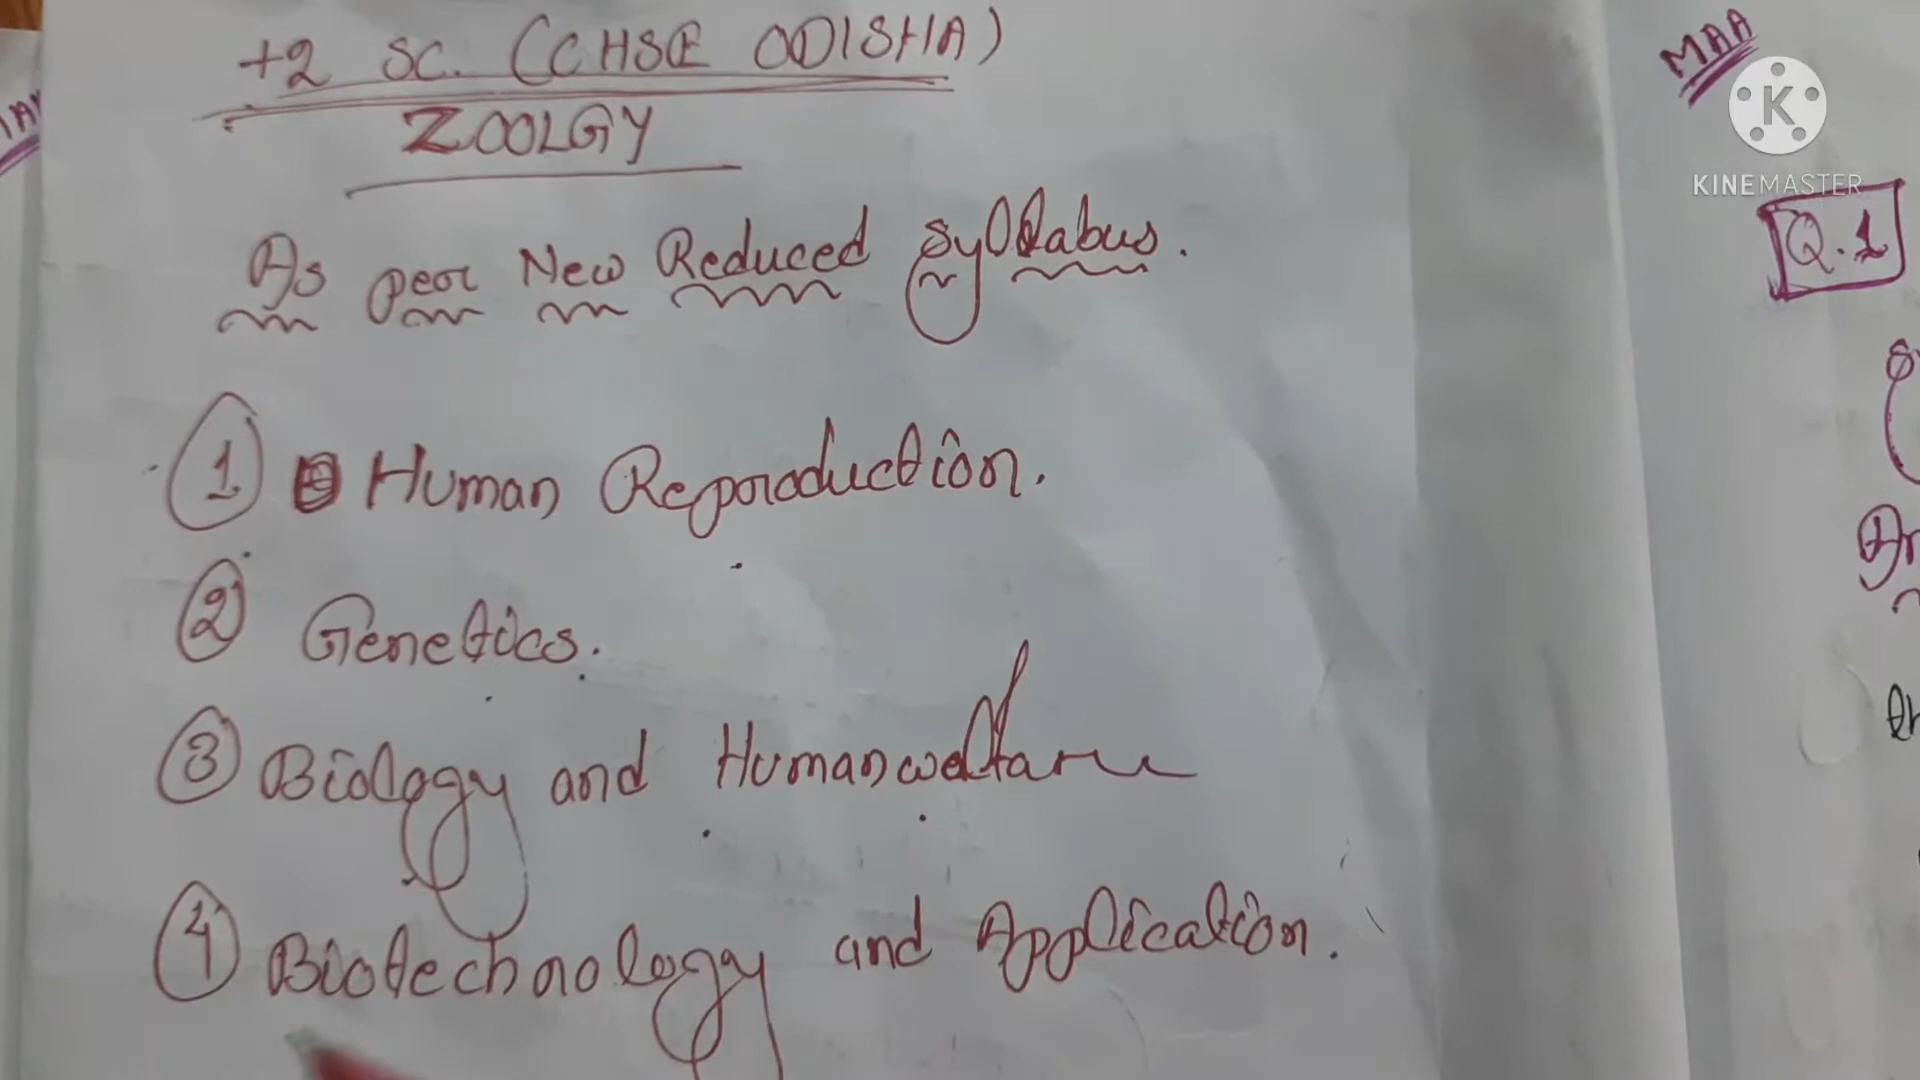 +2 SC. (CHSE ODISHA)
ZOOLGY
As per New Reduced Syllabus.
1 Human Reproduction.
2 Genetics.
3 Biology and Human welfare
4 Biotechnology and Application.
MAA
KINEMASTER
Q.1